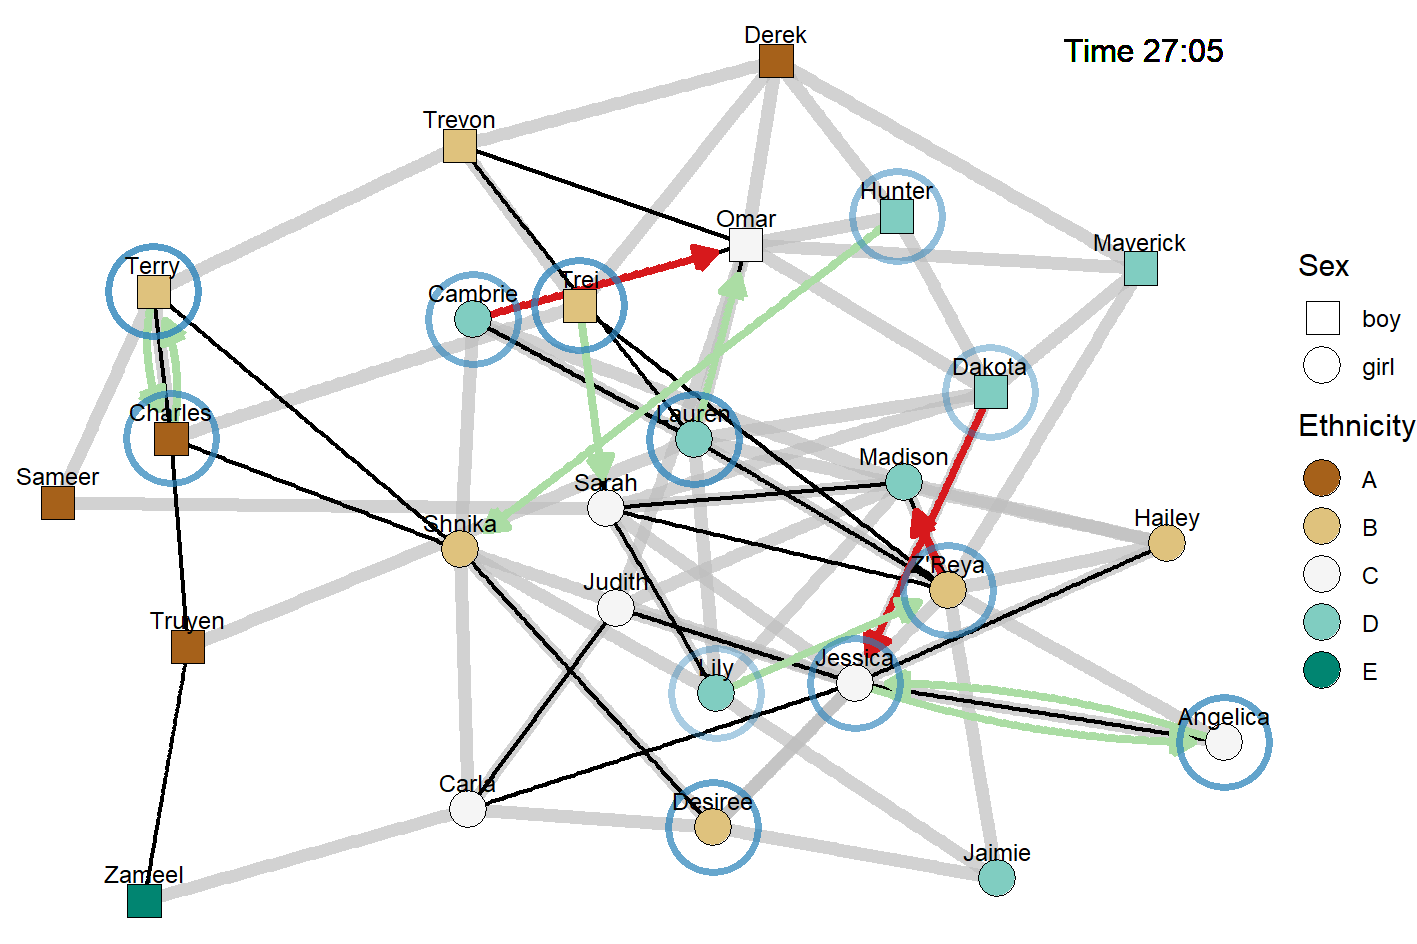 Derek
Time 27:05
Trevon
Hunter
Omar
Maverick
Terry
Trei
Cambrie
Dakota
Charles
Lauren
Madison
Sameer
Sarah
Shnika
Hailey
Z'Reya
Judith
Truyen
Jessica
Lily
Angelica
Carla
Desiree
Jaimie
Zameel
Sex
boy
girl
Ethnicity
A
B
C
D
E